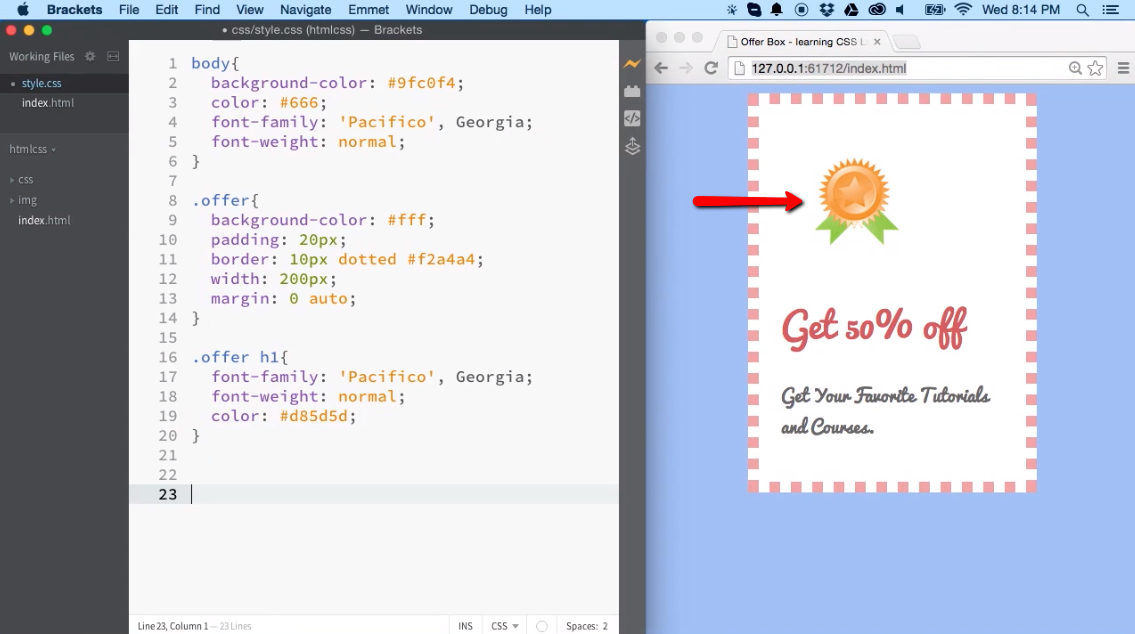 Brackets File Edit Find View Navigate Emmet Window Debug Help Wed 8:14 PM
css/style.css (htmlcss) — Brackets
Working Files
style.css
index.html
htmlcss
css
img
index.html
1 body{
2 background-color: #9fc0f4;
3 color: #666;
4 font-family: 'Pacifico', Georgia;
5 font-weight: normal;
6 }
7
8 .offer{
9 background-color: #fff;
10 padding: 20px;
11 border: 10px dotted #f2a4a4;
12 width: 200px;
13 margin: 0 auto;
14 }
15
16 .offer h1{
17 font-family: 'Pacifico', Georgia;
18 font-weight: normal;
19 color: #d85d5d;
20 }
21
22
23
Line 23, Column 1 — 23 Lines
INS CSS Spaces: 2
Offer Box - learning CSS L
127.0.0.1:61712/index.html
Get 50% off
Get Your Favorite Tutorials
and Courses.